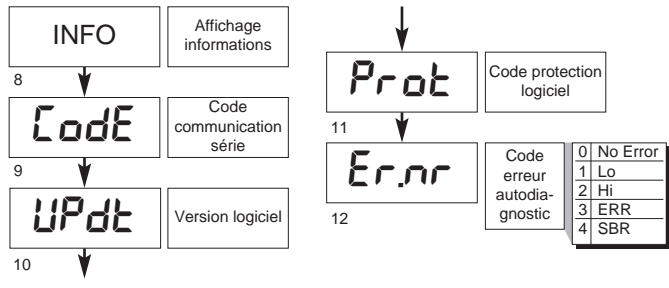 INFO
Affichage
informations
8
CodE
Code
communication
série
9
UPdt
Version logiciel
10
Prot
Code protection
logiciel
11
Er.nr
Code
erreur
autodia-
gnostic
0 No Error
1 Lo
2 Hi
3 ERR
4 SBR
12